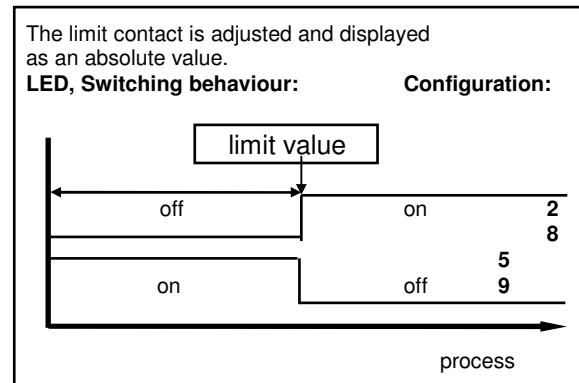 The limit contact is adjusted and displayed
as an absolute value.
LED, Switching behaviour: Configuration:
limit value
off on 2
8
5
on off 9
process